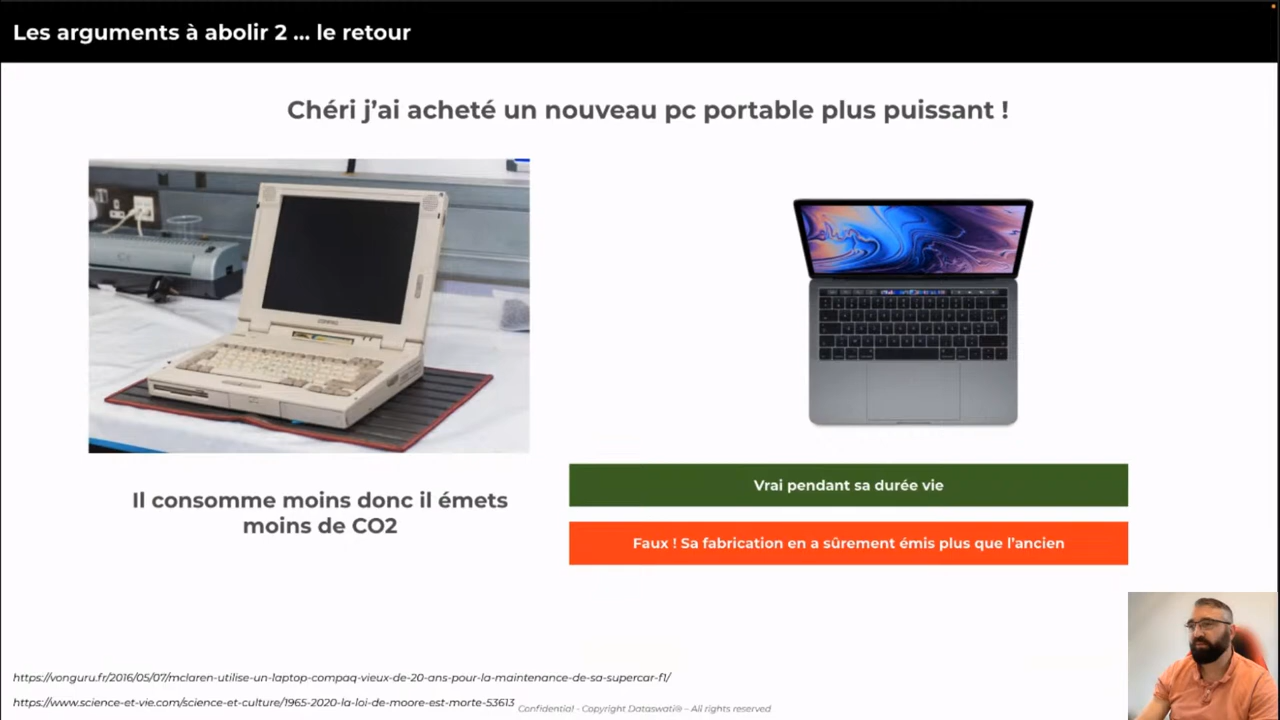 Les arguments à abolir 2 ... le retour
Chéri j'ai acheté un nouveau pc portable plus puissant !
Il consomme moins donc il émets
moins de CO2
Vrai pendant sa durée vie
Faux ! Sa fabrication en a sûrement émis plus que l'ancien
https://vonguru.fr/2016/05/07/mclaren-utilise-un-laptop-compaq-vieux-de-20-ans-pour-la-maintenance-de-sa-supercar-f1/
https://www.science-et-vie.com/science-et-culture/1965-2020-la-loi-de-moore-est-morte-53613
Confidential - Copyright Dataswati® - All rights reserved